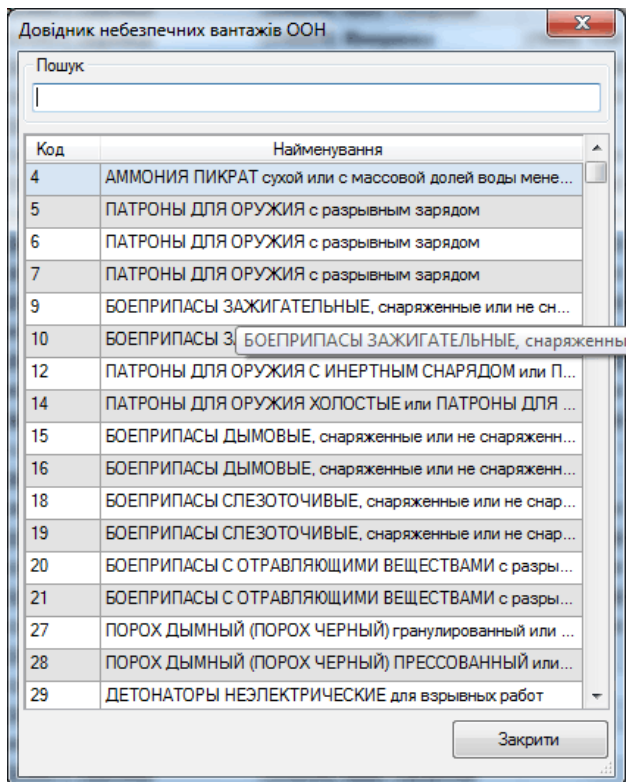 Довідник небезпечних вантажів ООН
Пошук
Код Найменування
4 АММОНИЯ ПИКРАТ сухой или с массовой долей воды мене...
5 ПАТРОНЫ ДЛЯ ОРУЖИЯ с разрывным зарядом
6 ПАТРОНЫ ДЛЯ ОРУЖИЯ с разрывным зарядом
7 ПАТРОНЫ ДЛЯ ОРУЖИЯ с разрывным зарядом
9 БОЕПРИПАСЫ ЗАЖИГАТЕЛЬНЫЕ, снаряженные или не сн...
10 БОЕПРИПАСЫ З БОЕПРИПАСЫ ЗАЖИГАТЕЛЬНЫЕ, снаряженны
12 ПАТРОНЫ ДЛЯ ОРУЖИЯ С ИНЕРТНЫМ СНАРЯДОМ или П...
14 ПАТРОНЫ ДЛЯ ОРУЖИЯ ХОЛОСТЫЕ или ПАТРОНЫ ДЛЯ ...
15 БОЕПРИПАСЫ ДЫМОВЫЕ, снаряженные или не снаряженн...
16 БОЕПРИПАСЫ ДЫМОВЫЕ, снаряженные или не снаряженн...
18 БОЕПРИПАСЫ СЛЕЗОТОЧИВЫЕ, снаряженные или не снар...
19 БОЕПРИПАСЫ СЛЕЗОТОЧИВЫЕ, снаряженные или не снар...
20 БОЕПРИПАСЫ С ОТРАВЛЯЮЩИМИ ВЕЩЕСТВАМИ с разры...
21 БОЕПРИПАСЫ С ОТРАВЛЯЮЩИМИ ВЕЩЕСТВАМИ с разры...
27 ПОРОХ ДЫМНЫЙ (ПОРОХ ЧЕРНЫЙ) гранулированный или ...
28 ПОРОХ ДЫМНЫЙ (ПОРОХ ЧЕРНЫЙ) ПРЕССОВАННЫЙ или...
29 ДЕТОНАТОРЫ НЕЭЛЕКТРИЧЕСКИЕ для взрывных работ
Закрити